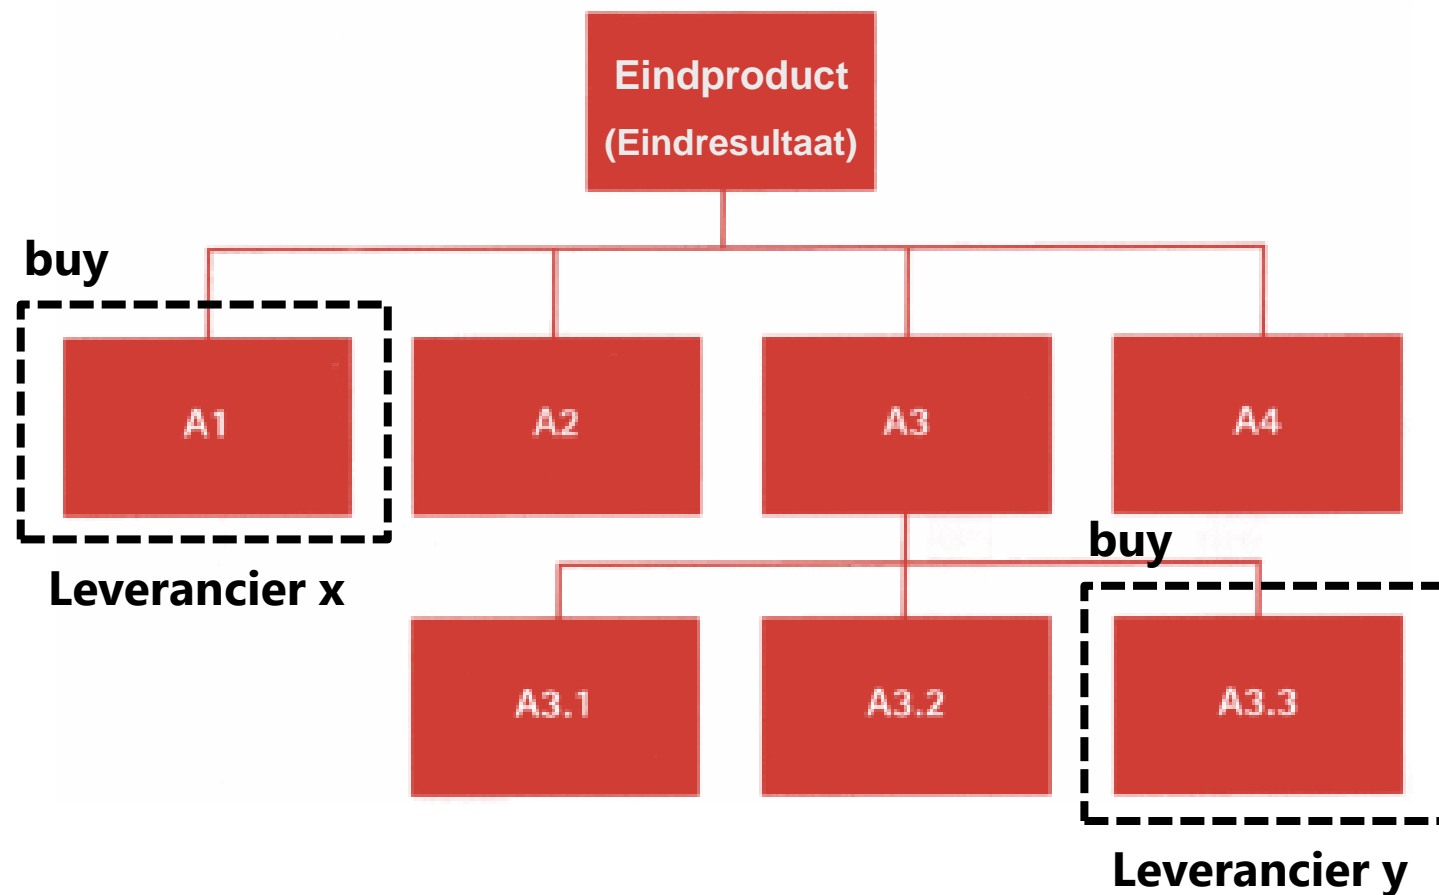 Eindproduct
(Eindresultaat)
buy
A1
A2
A3
A4
Leverancier x
buy
A3.1
A3.2
A3.3
Leverancier y